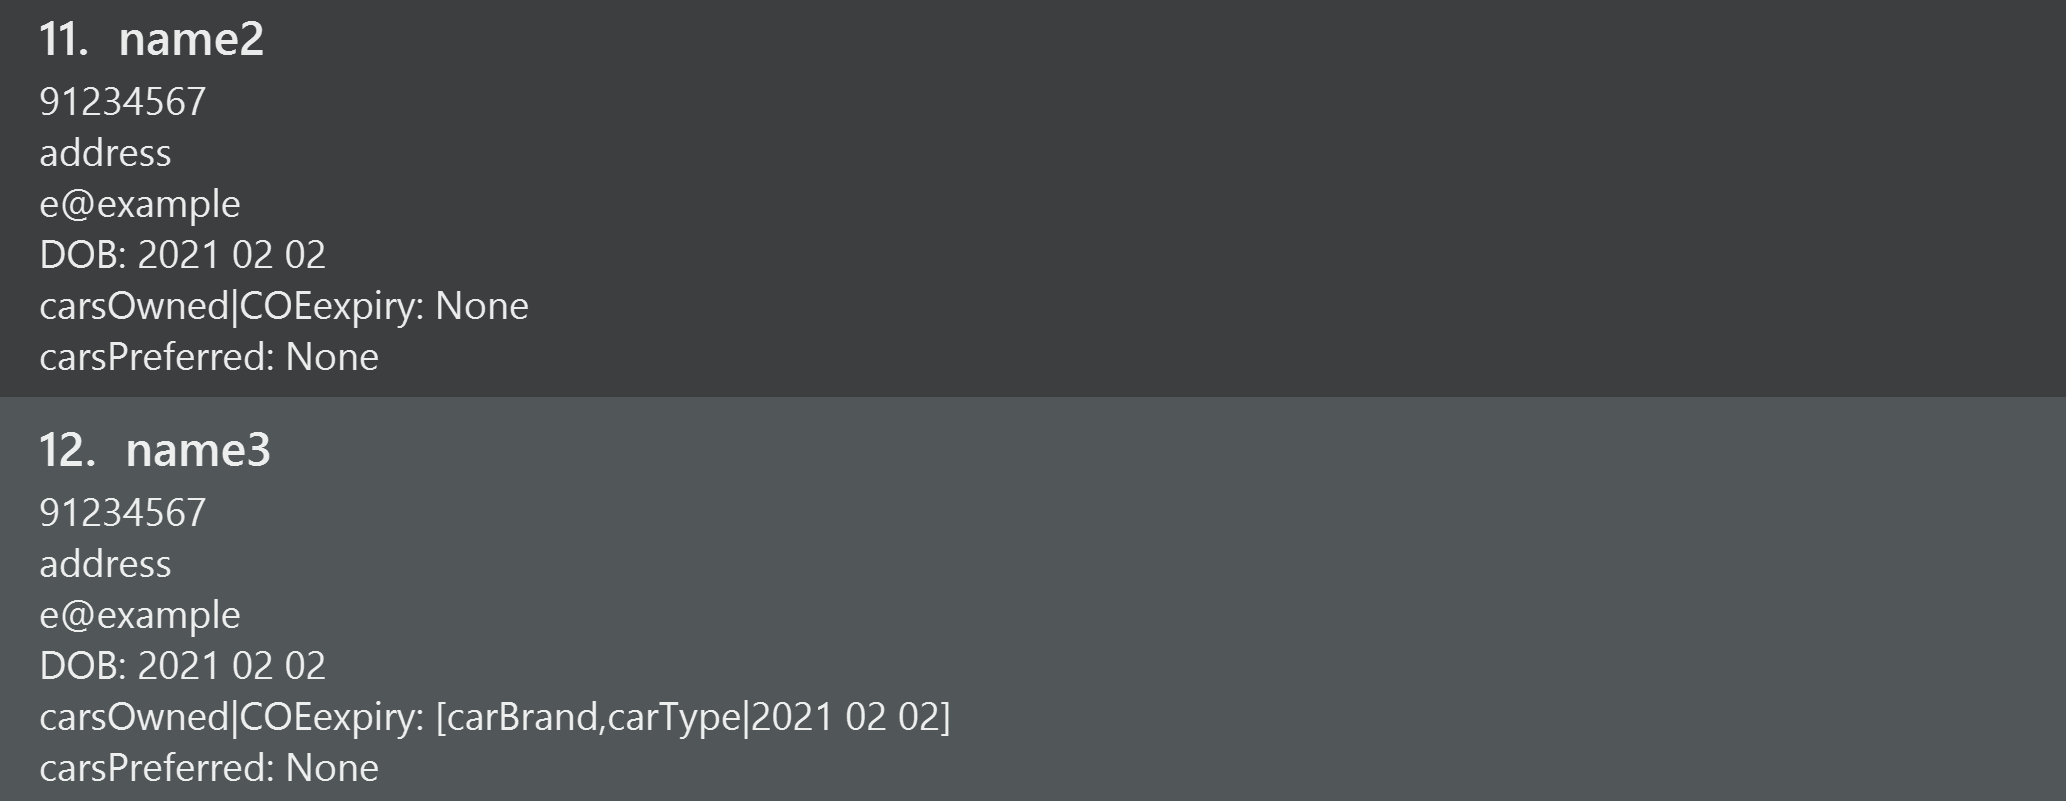 11. name2
91234567
address
e@example
DOB: 2021 02 02
carsOwned|COEexpiry: None
carsPreferred: None
12. name3
91234567
address
e@example
DOB: 2021 02 02
carsOwned|COEexpiry: [carBrand,carType|2021 02 02]
carsPreferred: None